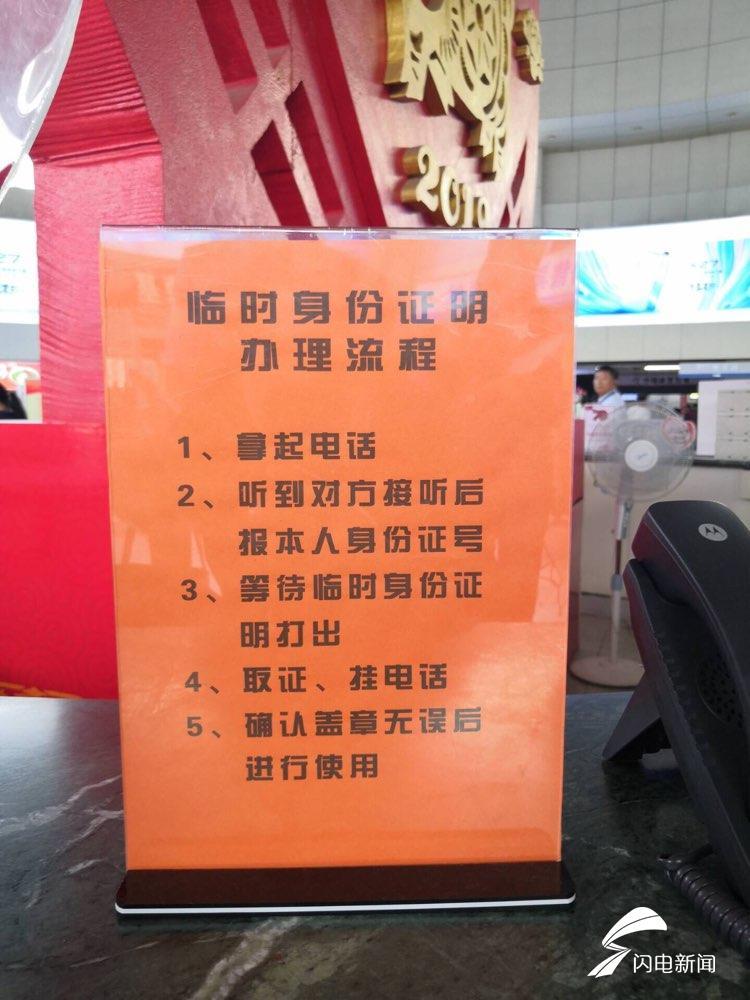 2019
临时身份证明
办理流程
1、拿起电话
2、听到对方接听后
报本人身份证号
3、等待临时身份证
明打出
4、取证、挂电话
5、确认盖章无误后
进行使用
闪电新闻